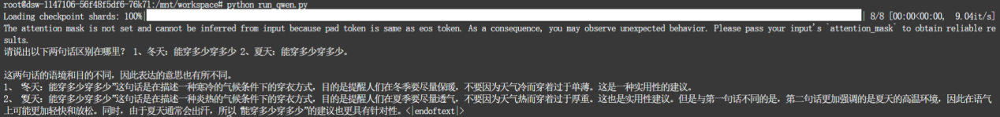 root@dsw-1147106-56f48f5df6-76k7l:/mnt/workspace# python run_qwen.py
Loading checkpoint shards: 100%| | 8/8 [00:00<00:00,  9.04it/s]
The attention mask is not set and cannot be inferred from input because pad token is same as eos token. As a consequence, you may observe unexpected behavior. Please pass your input's `attention_mask` to obtain reliable re
sults.
请说出以下两句话区别在哪里? 1、冬天：能穿多少穿多少 2、夏天：能穿多少穿多少。
这两句话的语境和目的不同，因此表达的意思也有所不同。
1、“冬天：能穿多少穿多少”这句话是在描述一种寒冷的气候条件下的穿衣方式，目的是提醒人们在冬季要尽量保暖，不要因为天气冷而穿着过于单薄。这是一种实用性的建议。
2、“夏天：能穿多少穿多少”这句话是在描述一种炎热的气候条件下的穿衣方式，目的是提醒人们在夏季要尽量透气，不要因为天气热而穿着过于厚重。这也是实用性建议。但是与第一句话不同的是，第二句话更加强调的是夏天的高温环境，因此在语气
上可能更加轻快和放松。同时，由于夏天通常会出汗，所以“能穿多少穿多少”的建议也更具有针对性。<|endoftext|>